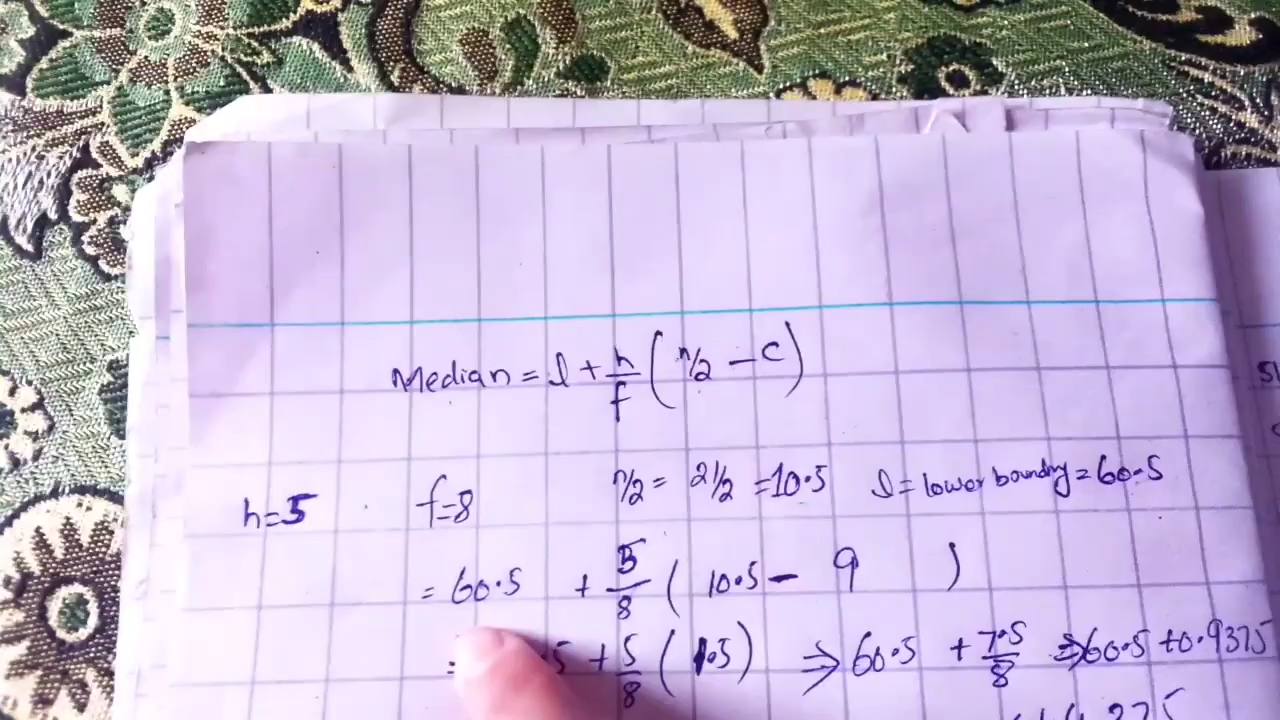 Median = l + h/f ( n/2 - c )
h=5 f=8 n/2 = 21/2 =10.5 l = lower boundry = 60.5
= 60.5 + 5/8 ( 10.5 - 9 )
= 5 + 5/8 ( 1.5 ) ⇒ 60.5 + 7.5/8 ⇒ 60.5 + 0.9375